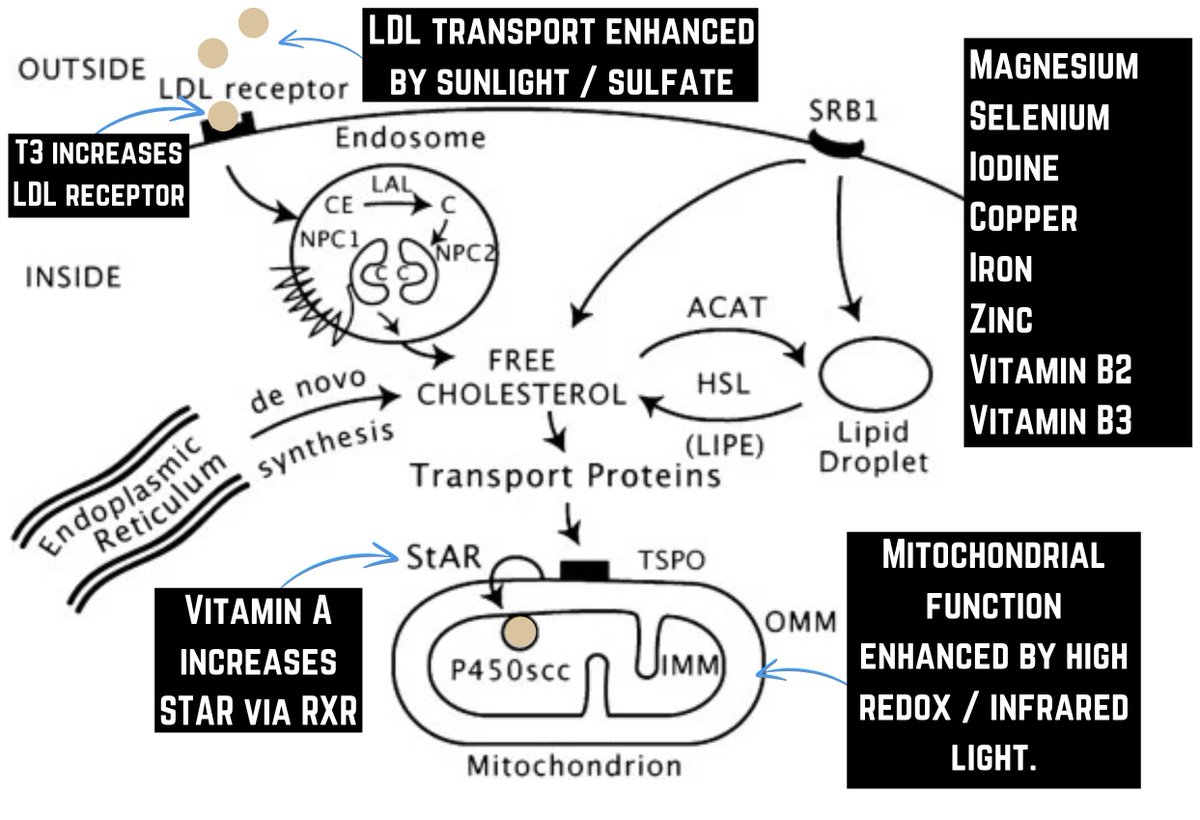 LDL TRANSPORT ENHANCED
BY SUNLIGHT / SULFATE
OUTSIDE
LDL receptor
T3 INCREASES
LDL RECEPTOR
Endosome
LAL
CE
C
NPC1
NPC2
C C
INSIDE
SRB1
MAGNESIUM
SELENIUM
IODINE
COPPER
IRON
ZINC
VITAMIN B2
VITAMIN B3
ACAT
HSL
(LIPE)
Lipid
Droplet
FREE
CHOLESTEROL
de novo
synthesis
Endoplasmic
Reticulum
Transport Proteins
StAR
TSPO
VITAMIN A
INCREASES
STAR VIA RXR
P450scc
IMM
OMM
Mitochondrion
MITOCHONDRIAL
FUNCTION
ENHANCED BY HIGH
REDOX / INFRARED
LIGHT.